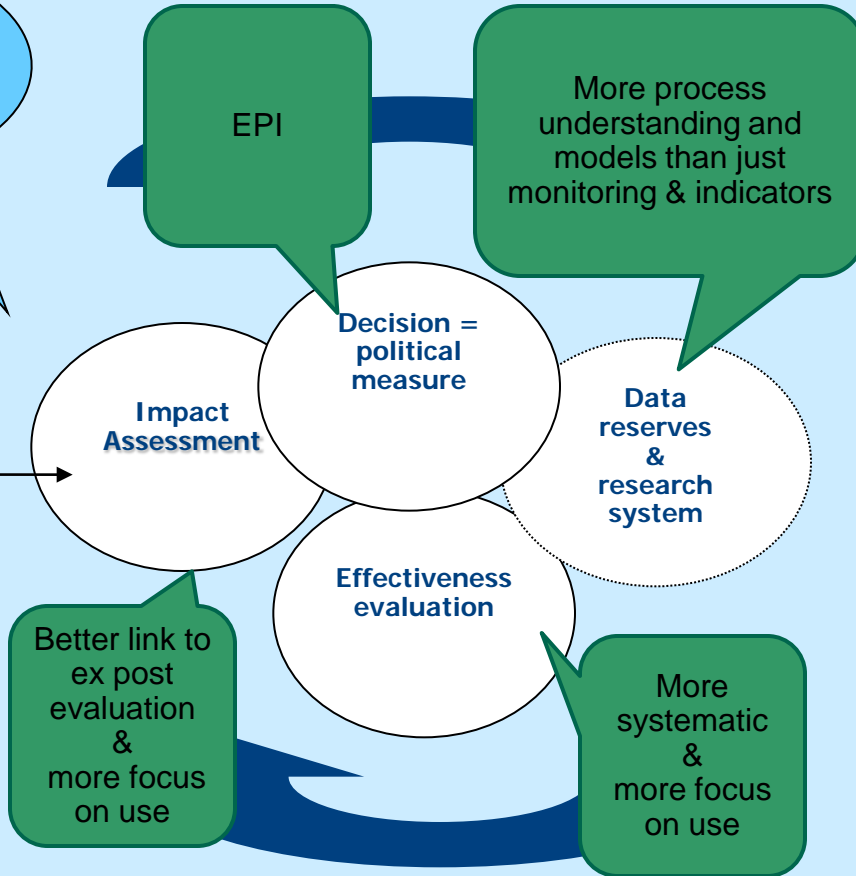 EPI
More process
understanding and
models than just
monitoring & indicators
Decision =
political
measure
Impact
Assessment
Data
reserves
&
research
system
Effectiveness
evaluation
Better link to
ex post
evaluation
&
more focus
on use
More
systematic
&
more focus
on use